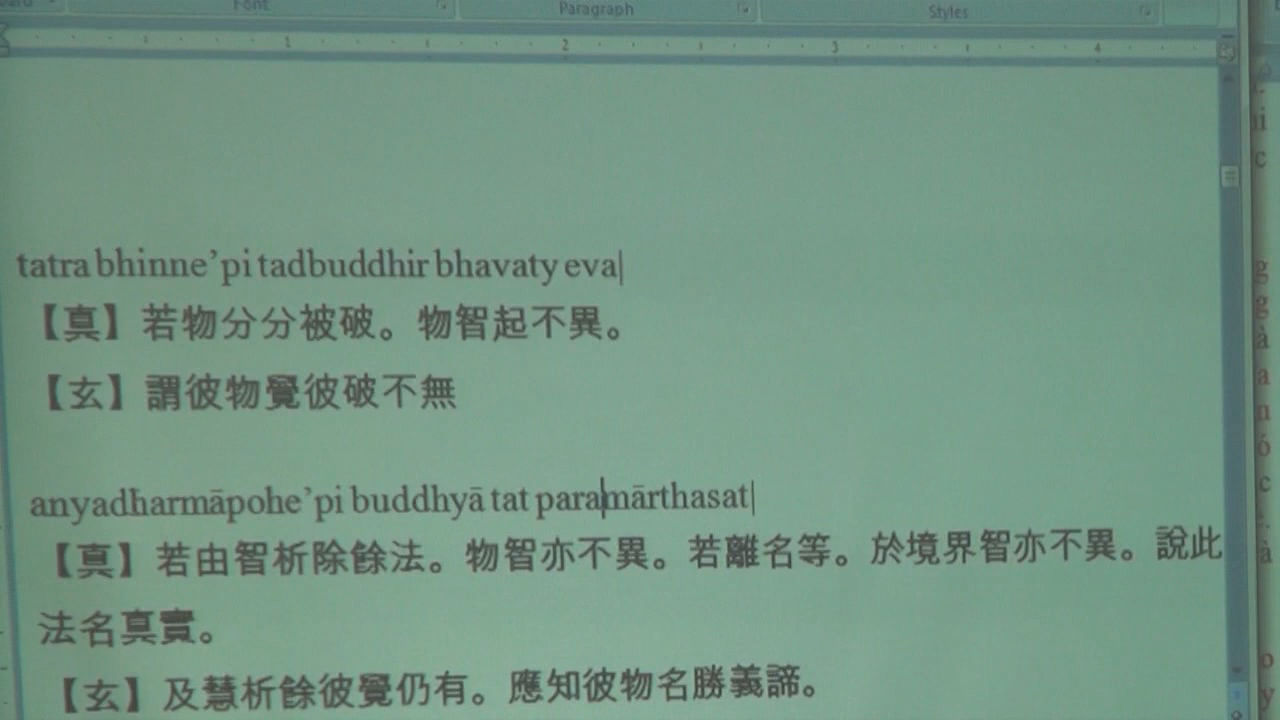 Font Paragraph Styles
1 2 3 4
tatra bhinne’pi tadbuddhir bhavaty eva|
【真】若物分分被破。物智起不異。
【玄】謂彼物覺彼破不無
anyadharmāpohe’pi buddhyā tat paramārthasat|
【真】若由智析除餘法。物智亦不異。若離名等。於境界智亦不異。說此
法名真實。
【玄】及慧析餘彼覺仍有。應知彼物名勝義諦。